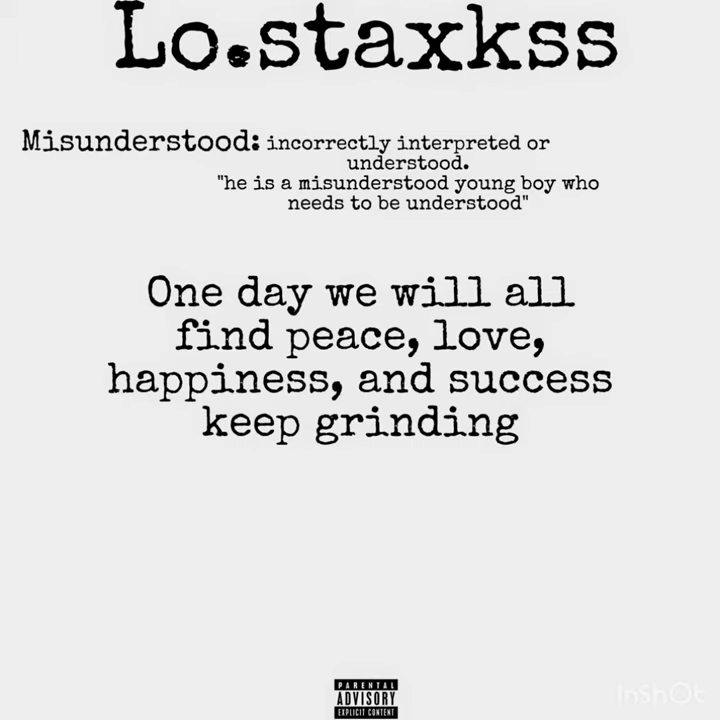 Lo.staxkss
Misunderstood: incorrectly interpreted or
understood.
"he is a misunderstood young boy who
needs to be understood"
One day we will all
find peace, love,
happiness, and success
keep grinding
PARENTAL
ADVISORY
EXPLICIT CONTENT
InShOt